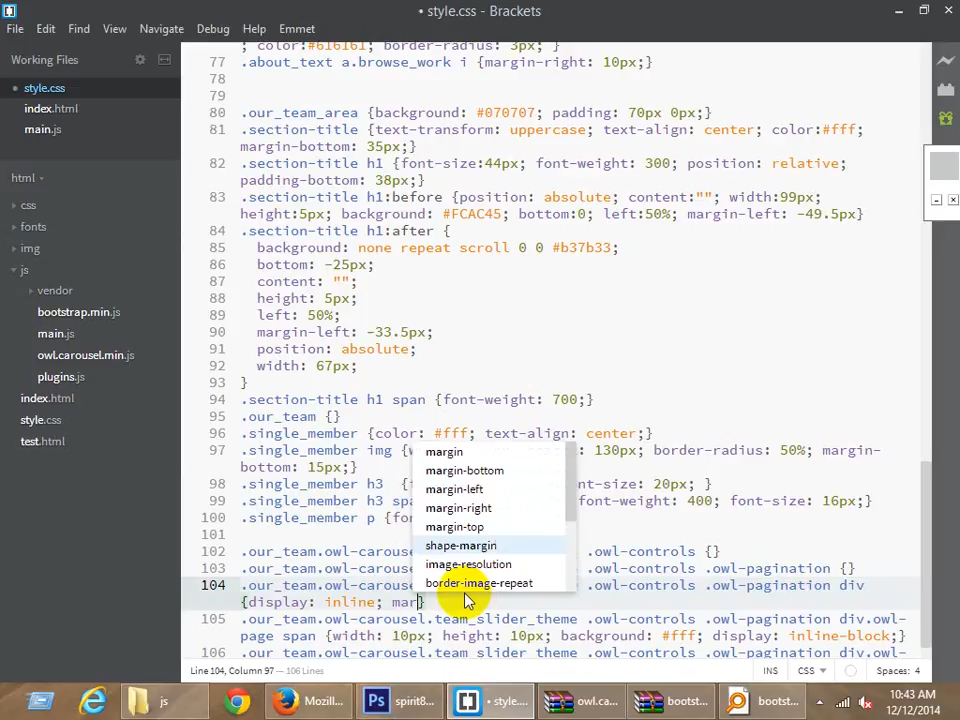 • style.css - Brackets
File Edit Find View Navigate Debug Help Emmet
Working Files
• style.css
index.html
main.js
html
css
fonts
img
js
vendor
bootstrap.min.js
main.js
owl.carousel.min.js
plugins.js
index.html
style.css
test.html
; color:#616161; border-radius: 3px; }
77 .about_text a.browse_work i {margin-right: 10px;}
78
79
80 .our_team_area {background: #070707; padding: 70px 0px;}
81 .section-title {text-transform: uppercase; text-align: center; color:#fff;
margin-bottom: 35px;}
82 .section-title h1 {font-size:44px; font-weight: 300; position: relative;
padding-bottom: 38px;}
83 .section-title h1:before {position: absolute; content:""; width:99px;
height:5px; background: #FCAC45; bottom:0; left:50%; margin-left: -49.5px}
84 .section-title h1:after {
85 background: none repeat scroll 0 0 #b37b33;
86 bottom: -25px;
87 content: "";
88 height: 5px;
89 left: 50%;
90 margin-left: -33.5px;
91 position: absolute;
92 width: 67px;
93 }
94 .section-title h1 span {font-weight: 700;}
95 .our_team {}
96 .single_member {color: #fff; text-align: center;}
97 .single_member img { 130px; border-radius: 50%; margin-
bottom: 15px;}
98 .single_member h3 { size: 20px; }
99 .single_member h3 font-weight: 400; font-size: 16px;}
100 .single_member p
101
102 .our_team.owl-carous .owl-controls {}
103 .our_team.owl-carous .owl-controls .owl-pagination {}
104 .our_team.owl-carous .owl-controls .owl-pagination div
{display: inline; mar}
105 .our_team.owl-carousel.team_slider_theme .owl-controls .owl-pagination div.owl-
page span {width: 10px; height: 10px; background: #fff; display: inline-block;}
106 .our_team.owl-carousel.team_slider_theme .owl-controls .owl-pagination div.owl-
margin
margin-bottom
margin-left
margin-right
margin-top
shape-margin
image-resolution
border-image-repeat
Line 104, Column 97 — 106 Lines
INS CSS Spaces: 4
js
Mozill...
spirit8...
• style....
owl.ca...
bootst...
bootst...
10:43 AM
12/12/2014